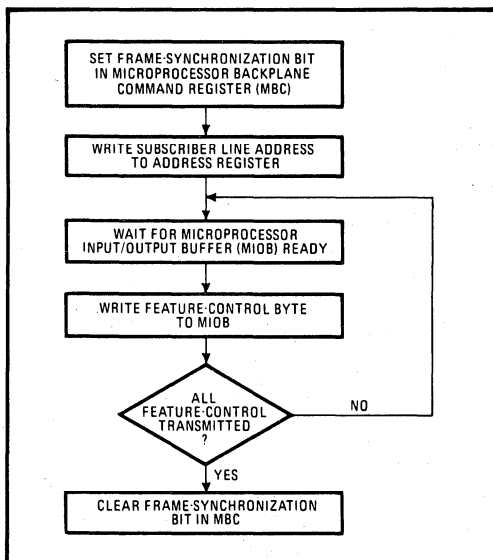 SET FRAME-SYNCHRONIZATION BIT
IN MICROPROCESSOR BACKPLANE
COMMAND REGISTER (MBC)
WRITE SUBSCRIBER LINE ADDRESS
TO ADDRESS REGISTER
WAIT FOR MICROPROCESSOR
INPUT/OUTPUT BUFFER (MIOB) READY
WRITE FEATURE-CONTROL BYTE
TO MIOB
ALL
FEATURE-CONTROL
TRANSMITTED
?
NO
YES
CLEAR FRAME-SYNCHRONIZATION
BIT IN MBC